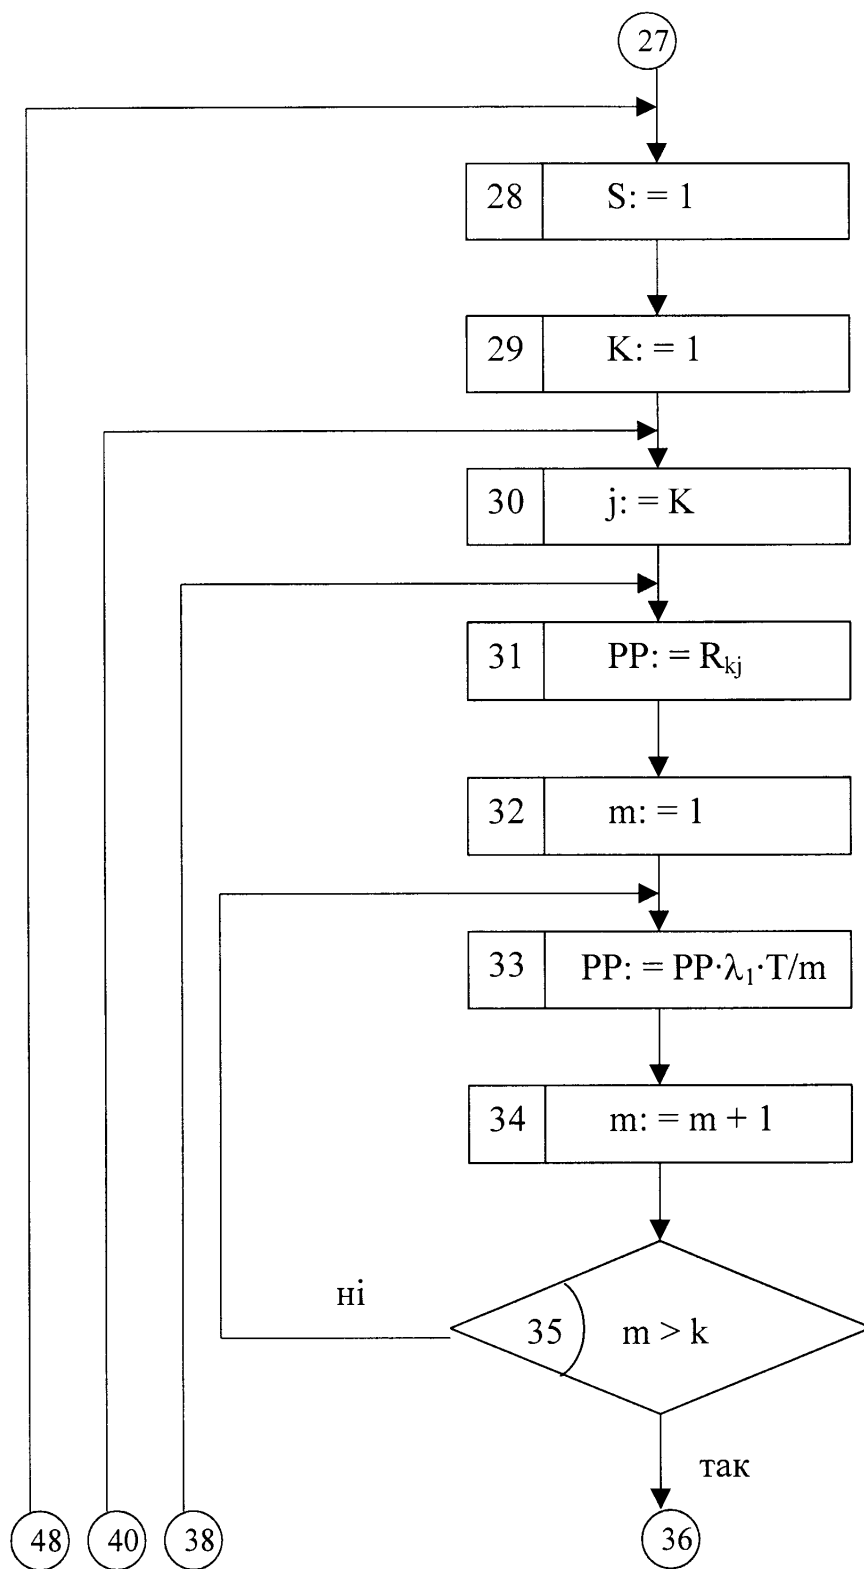 27
28 S: = 1
29 K: = 1
30 j: = K
31 PP: = R_kj
32 m: = 1
33 PP: = PP·λ₁·T/m
34 m: = m + 1
ні
35 m > k
так
48 40 38 36